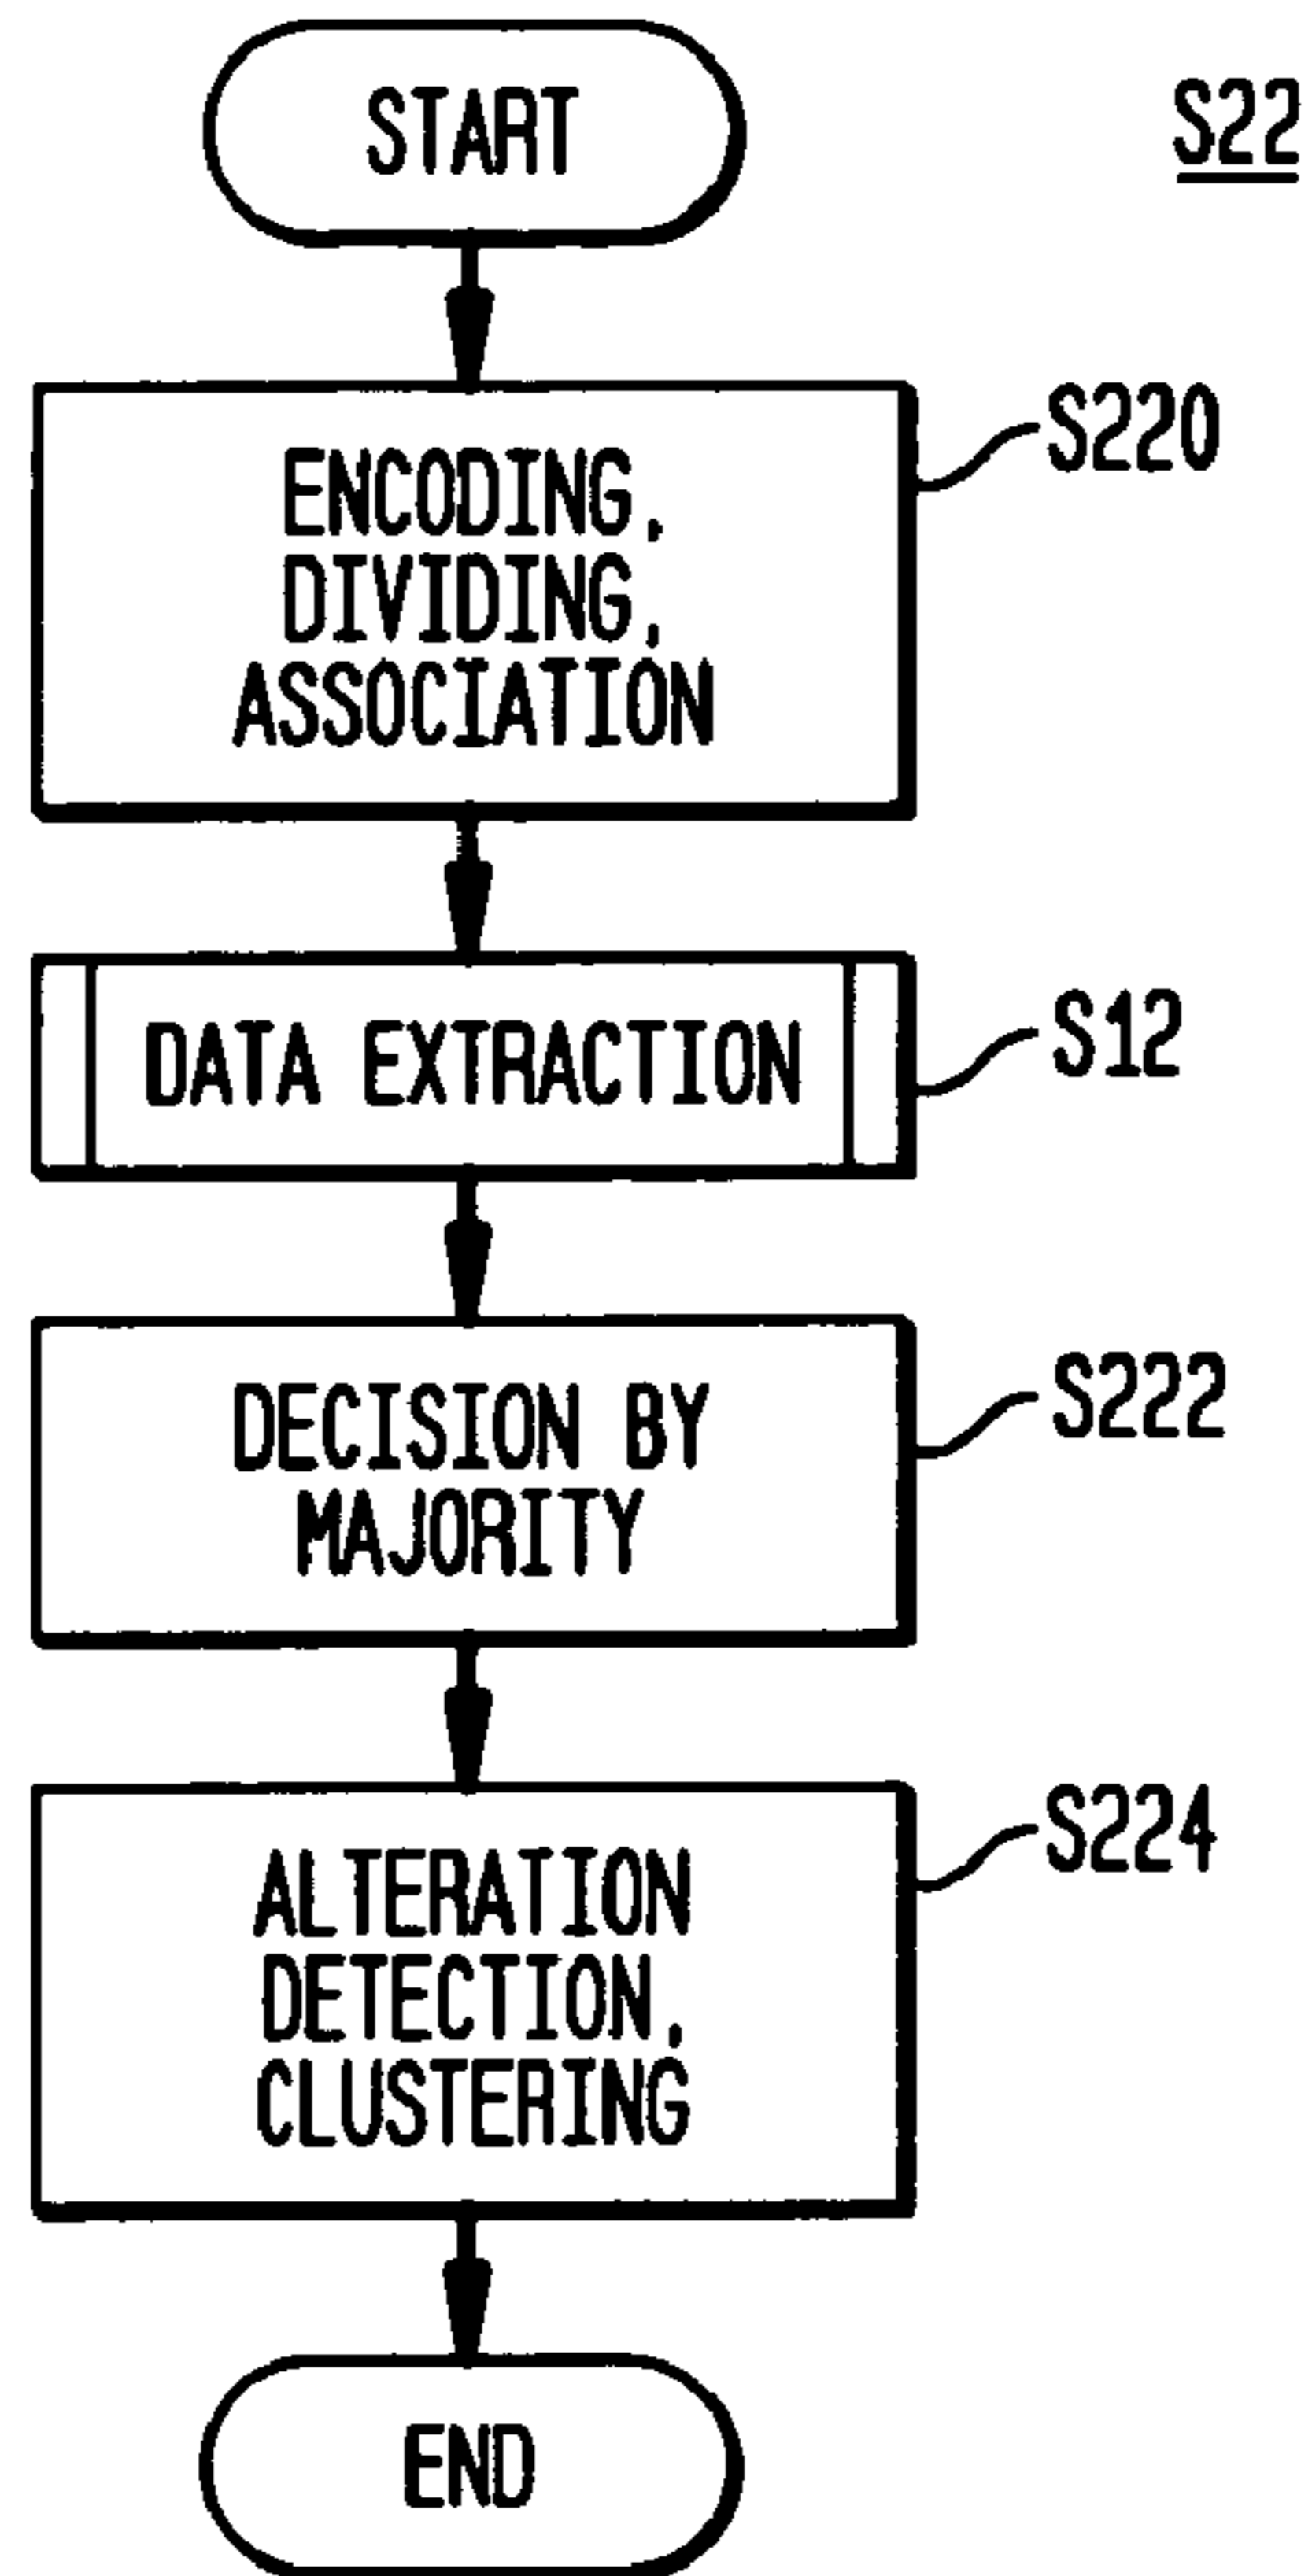 START
S22
ENCODING,
DIVIDING,
ASSOCIATION
S220
DATA EXTRACTION
S12
DECISION BY
MAJORITY
S222
ALTERATION
DETECTION,
CLUSTERING
S224
END